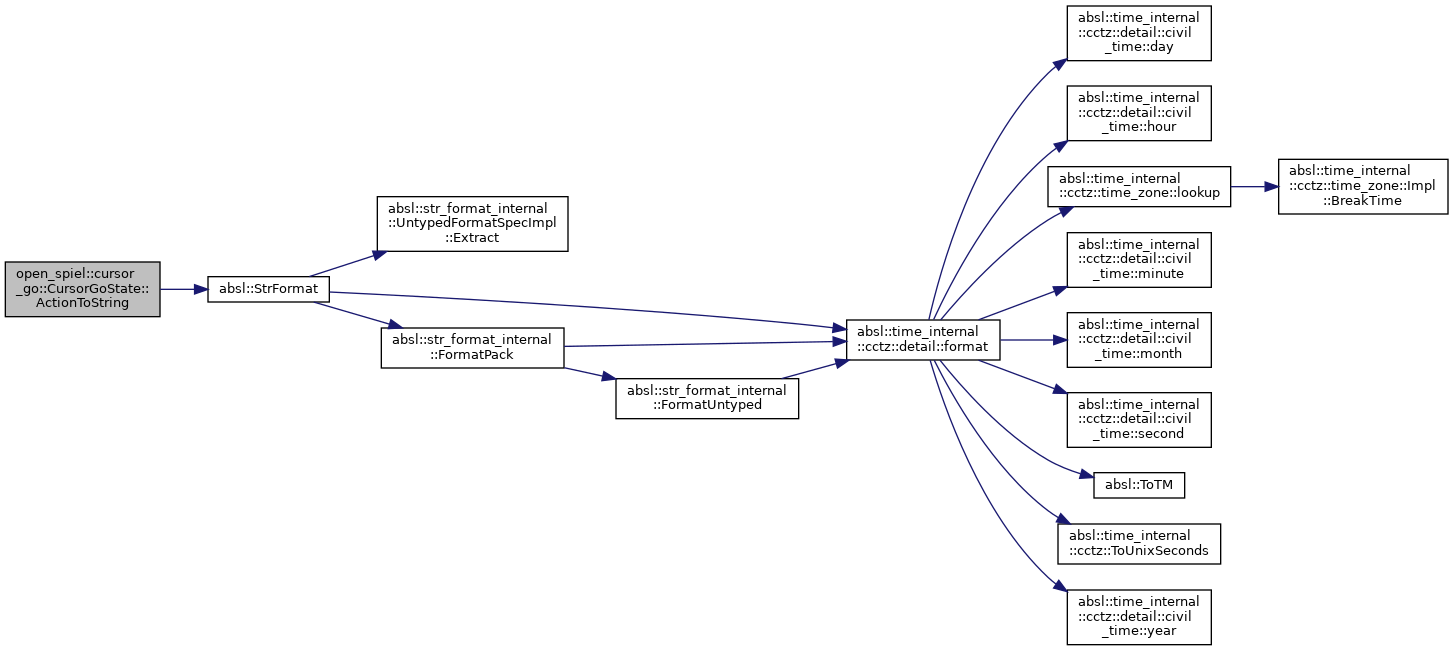 open_spiel::cursor
_go::CursorGoState::
ActionToString
absl::StrFormat
absl::str_format_internal
::UntypedFormatSpecImpl
::Extract
absl::str_format_internal
::FormatPack
absl::str_format_internal
::FormatUntyped
absl::time_internal
::cctz::detail::format
absl::time_internal
::cctz::detail::civil
_time::day
absl::time_internal
::cctz::detail::civil
_time::hour
absl::time_internal
::cctz::time_zone::lookup
absl::time_internal
::cctz::time_zone::Impl
::BreakTime
absl::time_internal
::cctz::detail::civil
_time::minute
absl::time_internal
::cctz::detail::civil
_time::month
absl::time_internal
::cctz::detail::civil
_time::second
absl::ToTM
absl::time_internal
::cctz::ToUnixSeconds
absl::time_internal
::cctz::detail::civil
_time::year